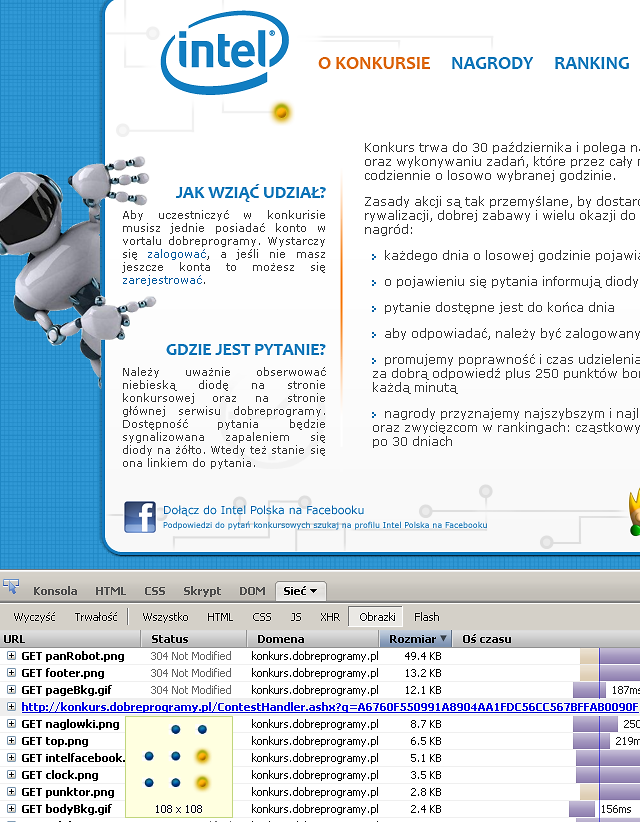 intel®
O KONKURSIE NAGRODY RANKING
Konkurs trwa do 30 października i polega na
oraz wykonywaniu zadań, które przez cały
codziennie o losowo wybranej godzinie.
JAK WZIĄĆ UDZIAŁ?
Aby uczestniczyć w konkurisie
musisz jednie posiadać konto w
vortalu dobreprogramy. Wystarczy
się zalogować, a jeśli nie masz
jeszcze konta to możesz się
zarejestrować.
Zasady akcji są tak przemyślane, by dostarc
rywalizacji, dobrej zabawy i wielu okazji do
nagród:
każdego dnia o losowej godzinie pojawia
o pojawieniu się pytania informują diody
pytanie dostępne jest do końca dnia
aby odpowiadać, należy być zalogowany
promujemy poprawność i czas udzielenia
za dobrą odpowiedź plus 250 punktów bon
każdą minutą
nagrody przyznajemy najszybszym i najl
oraz zwycięzcom w rankingach: cząstkowy
po 30 dniach
GDZIE JEST PYTANIE?
Należy uważnie obserwować
niebieską diodę na stronie
konkursowej oraz na stronie
głównej serwisu dobreprogramy.
Dostępność pytania będzie
sygnalizowana zapaleniem się
diody na żółto. Wtedy też stanie się
ona linkiem do pytania.
f
Dołącz do Intel Polska na Facebooku
Podpowiedzi do pytań konkursowych szukaj na profilu Intel Polska na Facebooku
Konsola HTML CSS Skrypt DOM Sieć
Wyczyść Trwałość Wszystko HTML CSS JS XHR Obrazki Flash
URL Status Domena Rozmiar Oś czasu
GET panRobot.png 304 Not Modified konkurs.dobreprogramy.pl 49.4 KB
GET footer.png 304 Not Modified konkurs.dobreprogramy.pl 13.2 KB
GET pageBkg.gif 304 Not Modified konkurs.dobreprogramy.pl 12.1 KB 187ms
http://konkurs.dobreprogramy.pl/ContestHandler.ashx?q=A6760F550991A8904AA1FDC56CC567BFFAB0090F
GET naglowki.png konkurs.dobreprogramy.pl 8.7 KB 250
GET top.png konkurs.dobreprogramy.pl 6.5 KB 219m
GET intelfacebook. konkurs.dobreprogramy.pl 5.1 KB
GET clock.png konkurs.dobreprogramy.pl 3.5 KB
GET punktor.png konkurs.dobreprogramy.pl 2.8 KB
GET bodyBkg.gif 108 x 108 konkurs.dobreprogramy.pl 2.4 KB 156ms